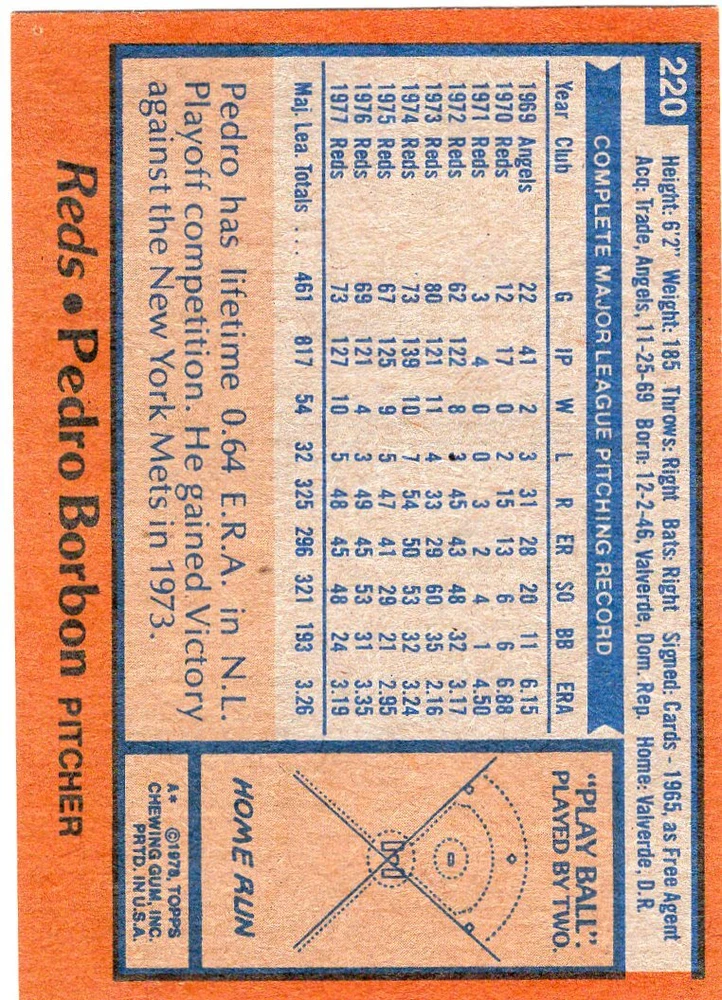 220
Height: 6'2" Weight: 185 Throws: Right Bats: Right Signed: Cards - 1965, as Free Agent
Acq: Trade, Angels, 11-25-69 Born: 12-2-46, Valverde, Dom. Rep. Home: Valverde, D.R.
COMPLETE MAJOR LEAGUE PITCHING RECORD
Year Club G IP W L R ER SO BB ERA
1969 Angels 22 41 2 3 31 28 20 11 6.15
1970 Reds 12 17 0 2 15 13 6 6 6.88
1971 Reds 3 4 0 0 3 2 4 1 4.50
1972 Reds 62 122 8 3 45 43 48 32 3.17
1973 Reds 80 121 11 4 33 29 60 35 2.16
1974 Reds 73 139 10 7 54 50 53 32 3.24
1975 Reds 67 125 9 5 47 41 29 21 2.95
1976 Reds 69 121 4 3 49 45 53 31 3.35
1977 Reds 73 127 10 5 48 45 48 24 3.19
Maj. Lea. Totals .... 461 817 54 32 325 296 321 193 3.26
Pedro has lifetime 0.64 E.R.A. in N.L.
Playoff competition. He gained Victory
against the New York Mets in 1973.
"PLAY BALL":
PLAYED BY TWO.
HOME RUN
A* ©1978, TOPPS
CHEWING GUM, INC.
PRTD. IN U.S.A.
Reds • Pedro Borbon PITCHER